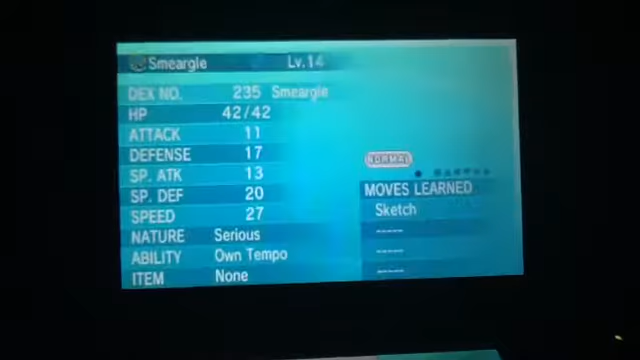 Smeargle Lv.14
DEX NO. 235 Smeargle
HP 42/42
ATTACK 11
DEFENSE 17
SP. ATK 13
SP. DEF 20
SPEED 27
NATURE Serious
ABILITY Own Tempo
ITEM None
NORMAL
MOVES LEARNED
Sketch
-----
-----
-----